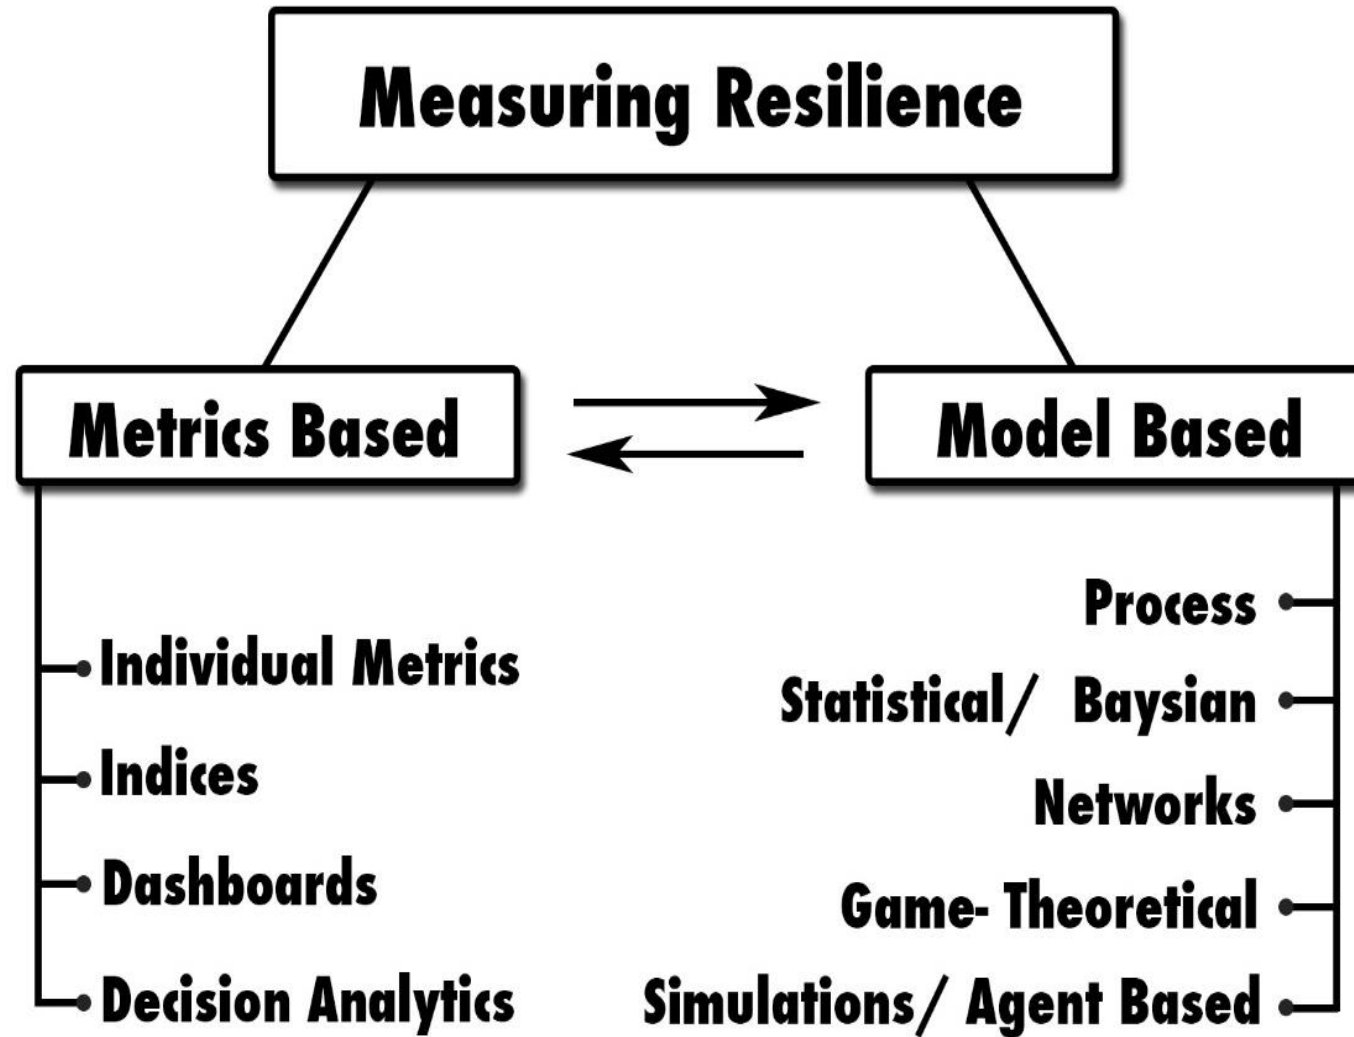 Measuring Resilience
Metrics Based
Model Based
Individual Metrics
Indices
Dashboards
Decision Analytics
Process
Statistical/ Baysian
Networks
Game- Theoretical
Simulations/ Agent Based